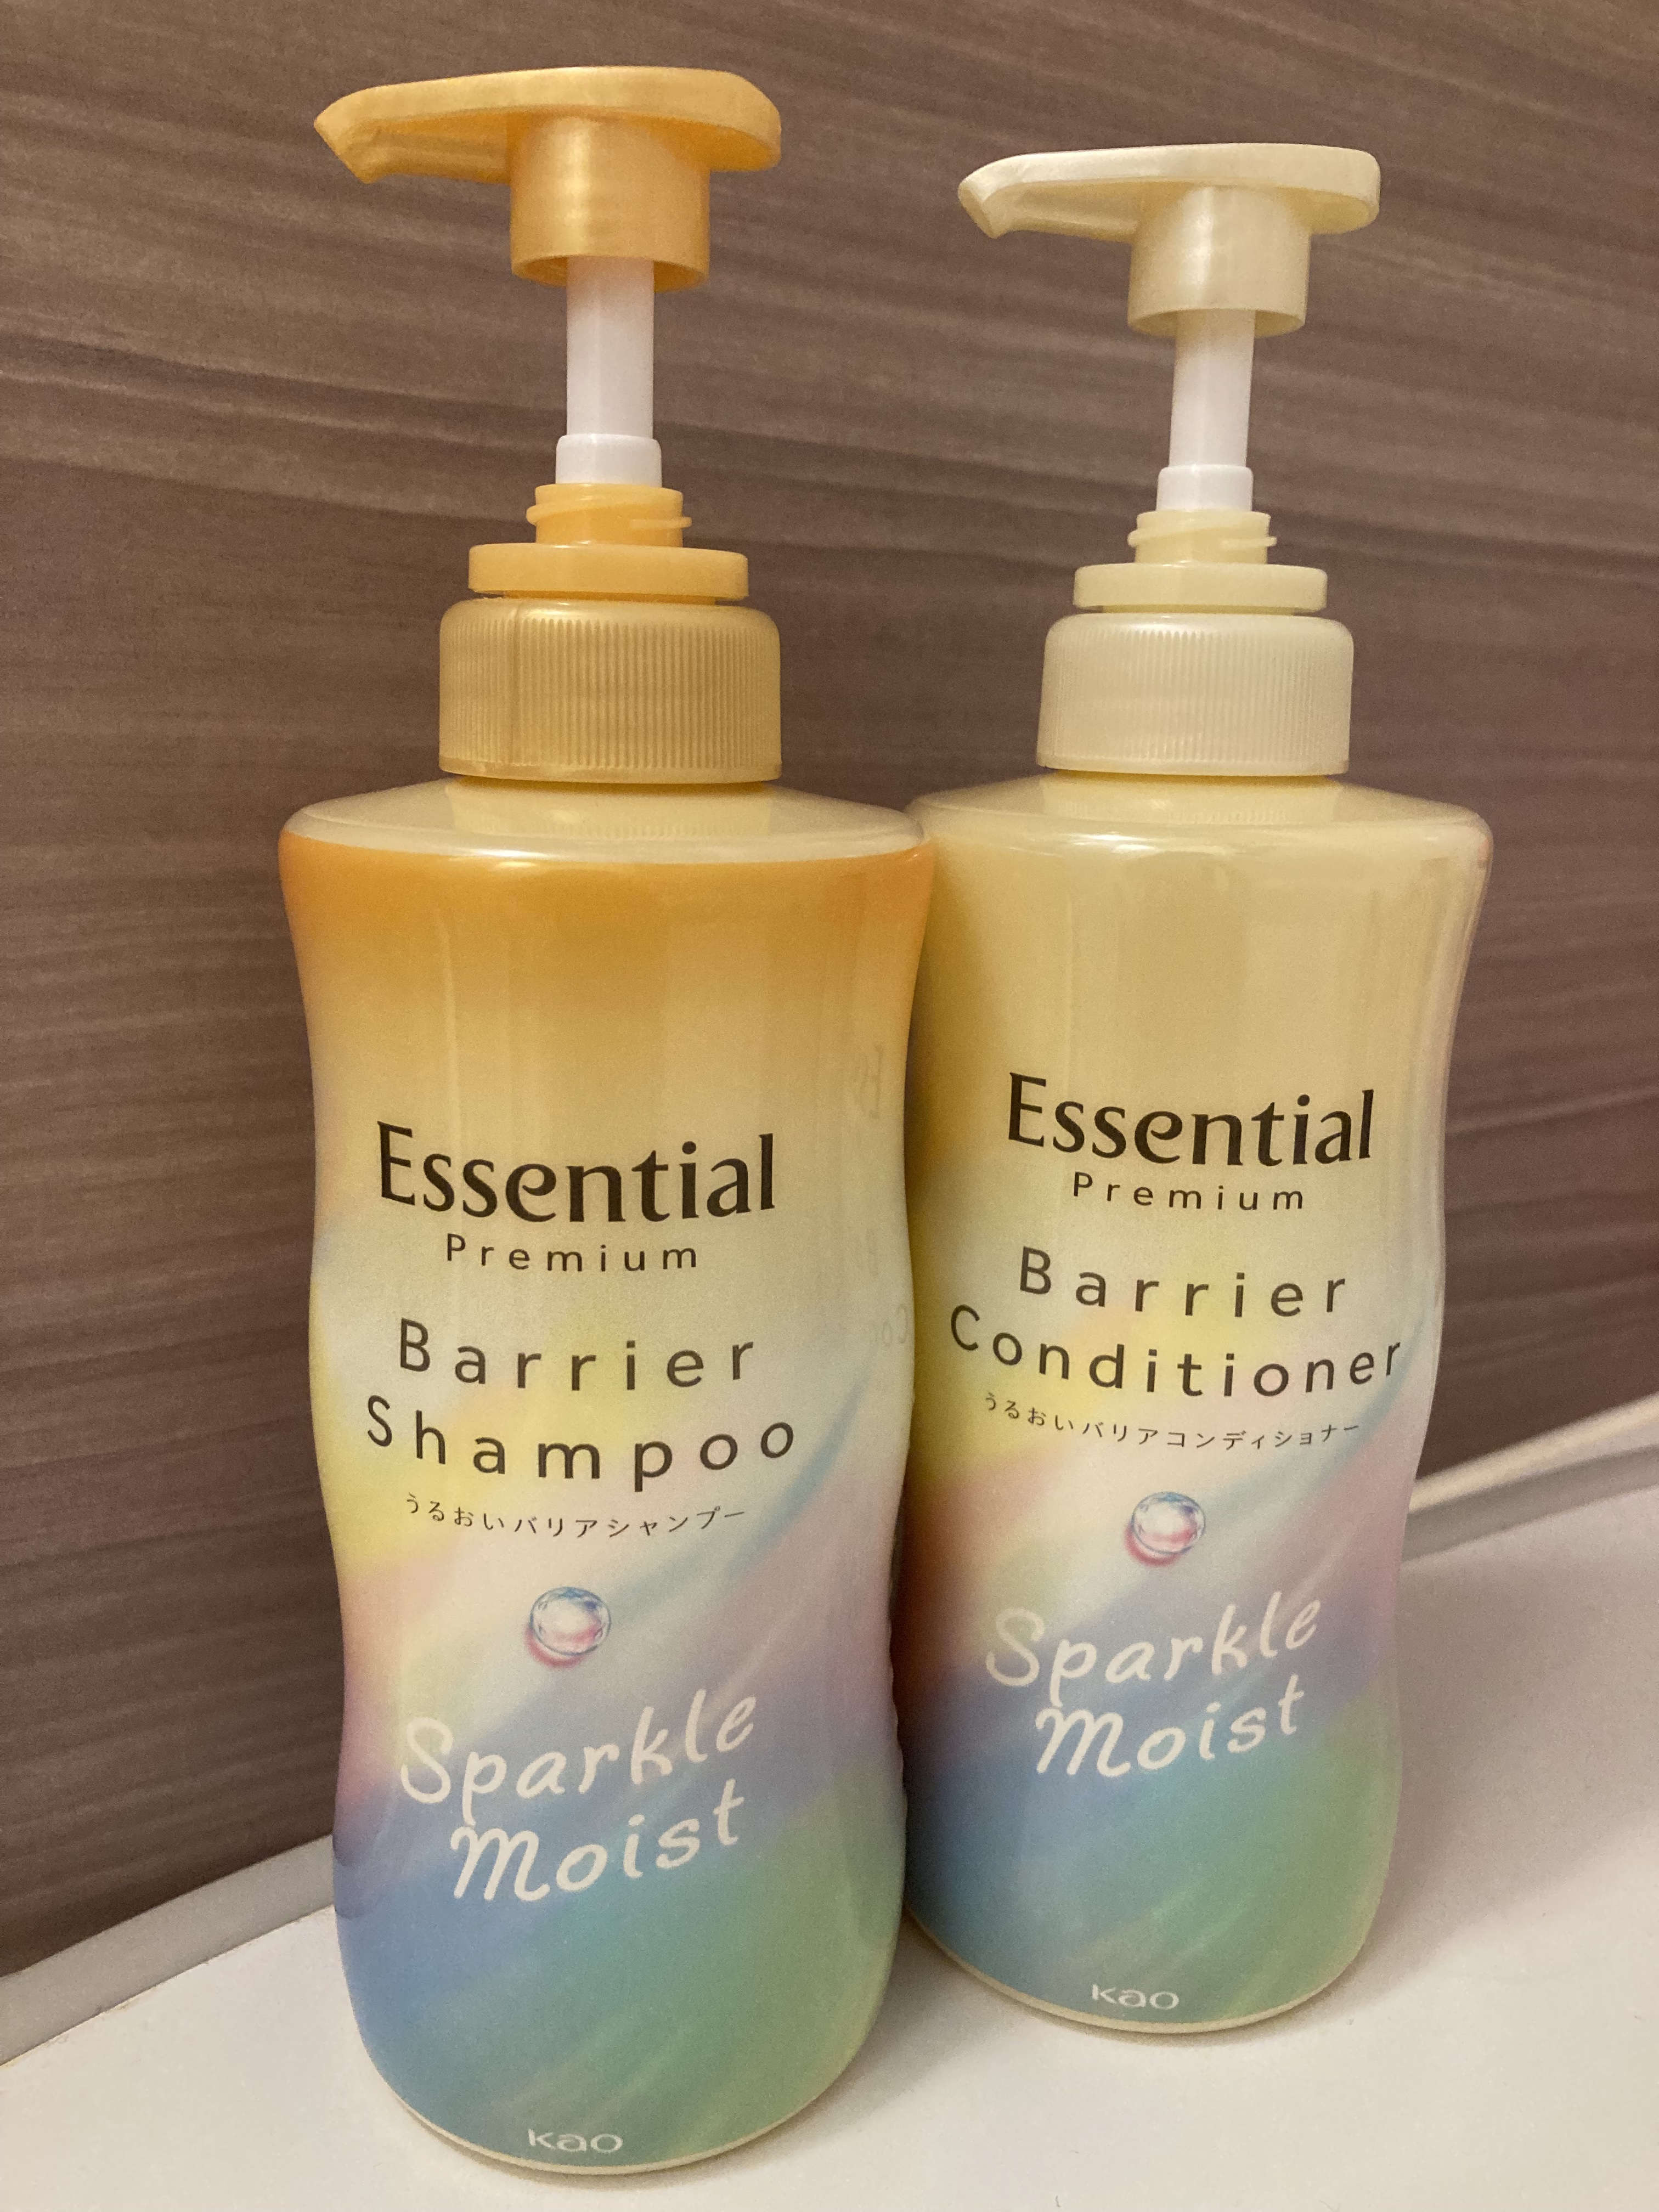 Essential
Premium
Barrier
Shampoo
うるおいバリアシャンプー
Sparkle
Moist
Kao
Essential
Premium
Barrier
Conditioner
うるおいバリアコンディショナー
Sparkle
Moist
Kao